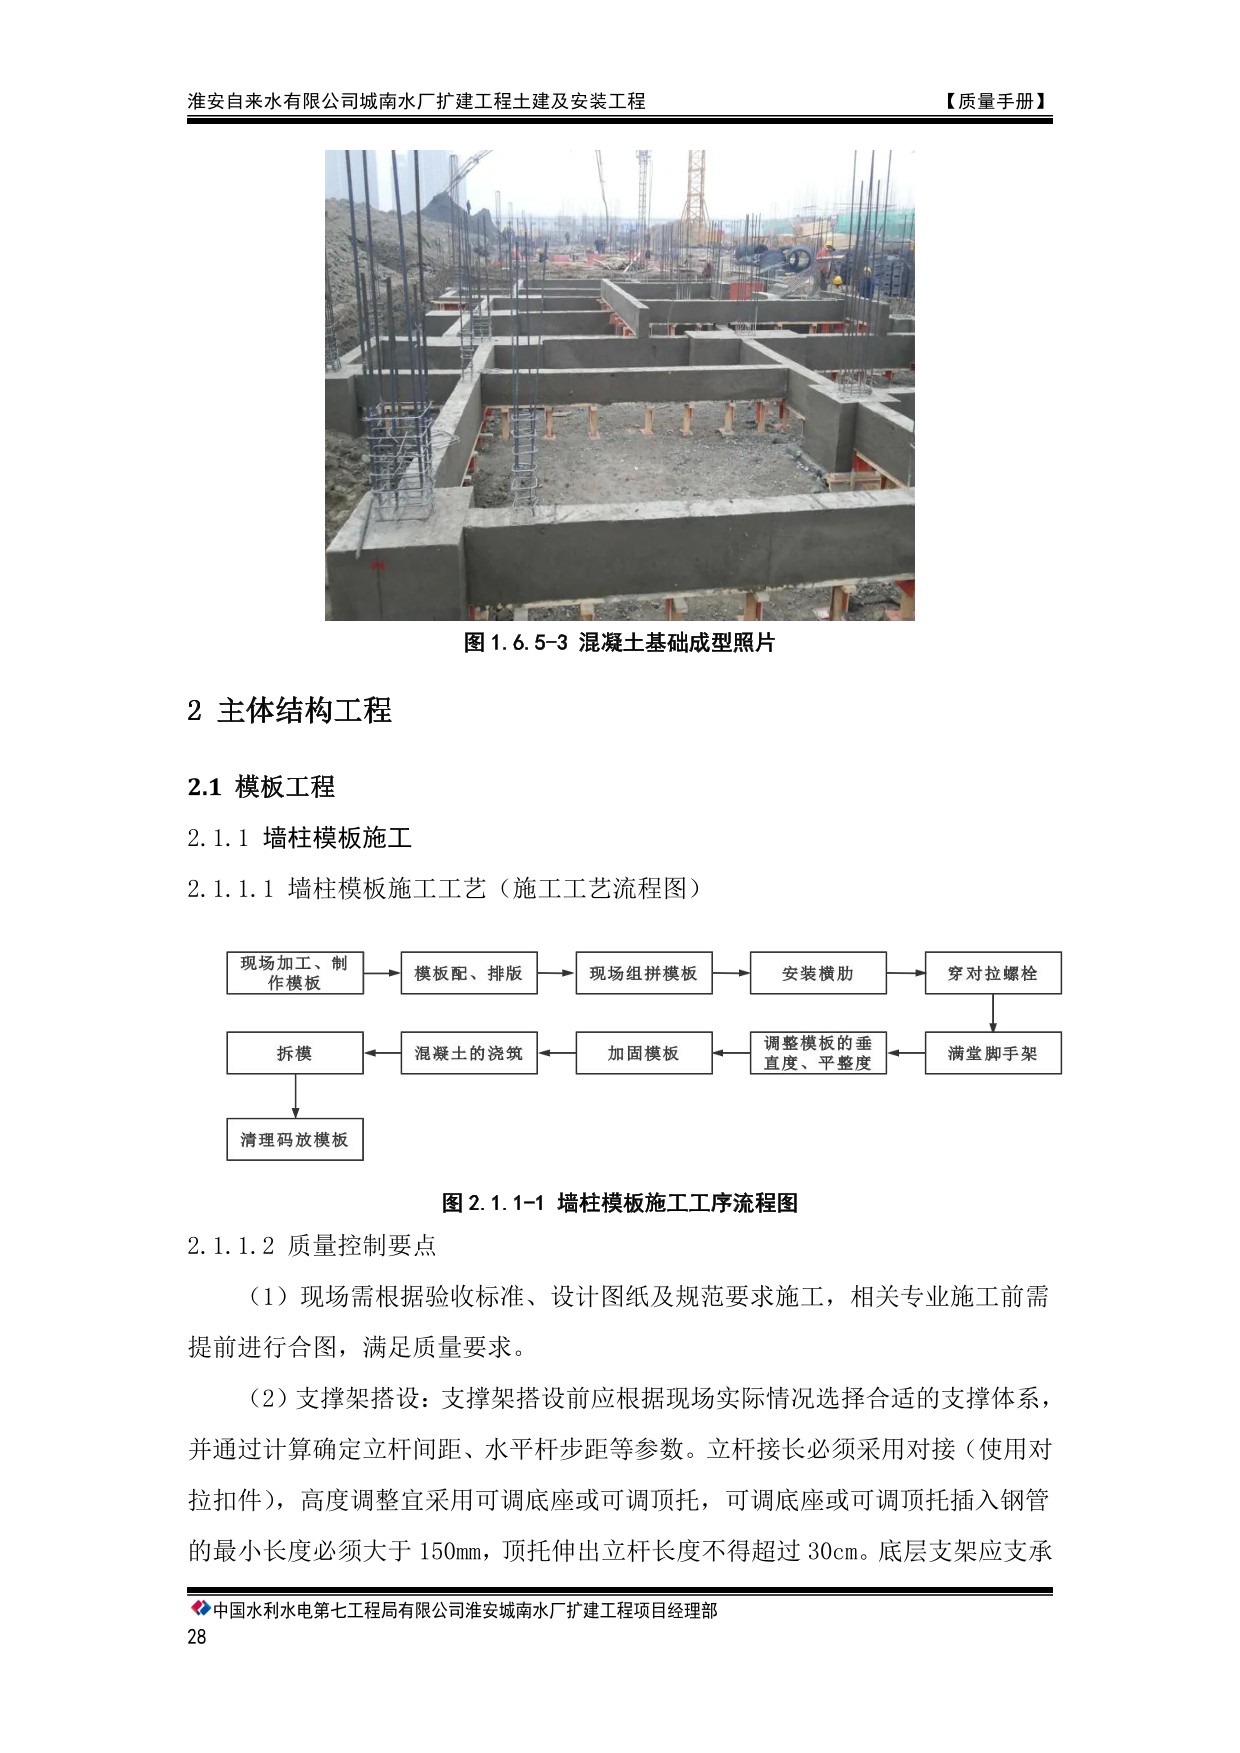 淮安自来水有限公司城南水厂扩建工程土建及安装工程 【质量手册】
图 1.6.5-3 混凝土基础成型照片
2 主体结构工程
2.1 模板工程
2.1.1 墙柱模板施工
2.1.1.1 墙柱模板施工工艺（施工工艺流程图）
现场加工、制
作模板
模板配、排版
现场组拼模板
安装横肋
穿对拉螺栓
满堂脚手架
调整模板的垂
直度、平整度
加固模板
混凝土的浇筑
拆模
清理码放模板
图 2.1.1-1 墙柱模板施工工序流程图
2.1.1.2 质量控制要点
（1）现场需根据验收标准、设计图纸及规范要求施工，相关专业施工前需
提前进行合图，满足质量要求。
（2）支撑架搭设：支撑架搭设前应根据现场实际情况选择合适的支撑体系，
并通过计算确定立杆间距、水平杆步距等参数。立杆接长必须采用对接（使用对
拉扣件），高度调整宜采用可调底座或可调顶托，可调底座或可调顶托插入钢管
的最小长度必须大于 150mm，顶托伸出立杆长度不得超过 30cm。底层支架应支承
中国水利水电第七工程局有限公司淮安城南水厂扩建工程项目经理部
28